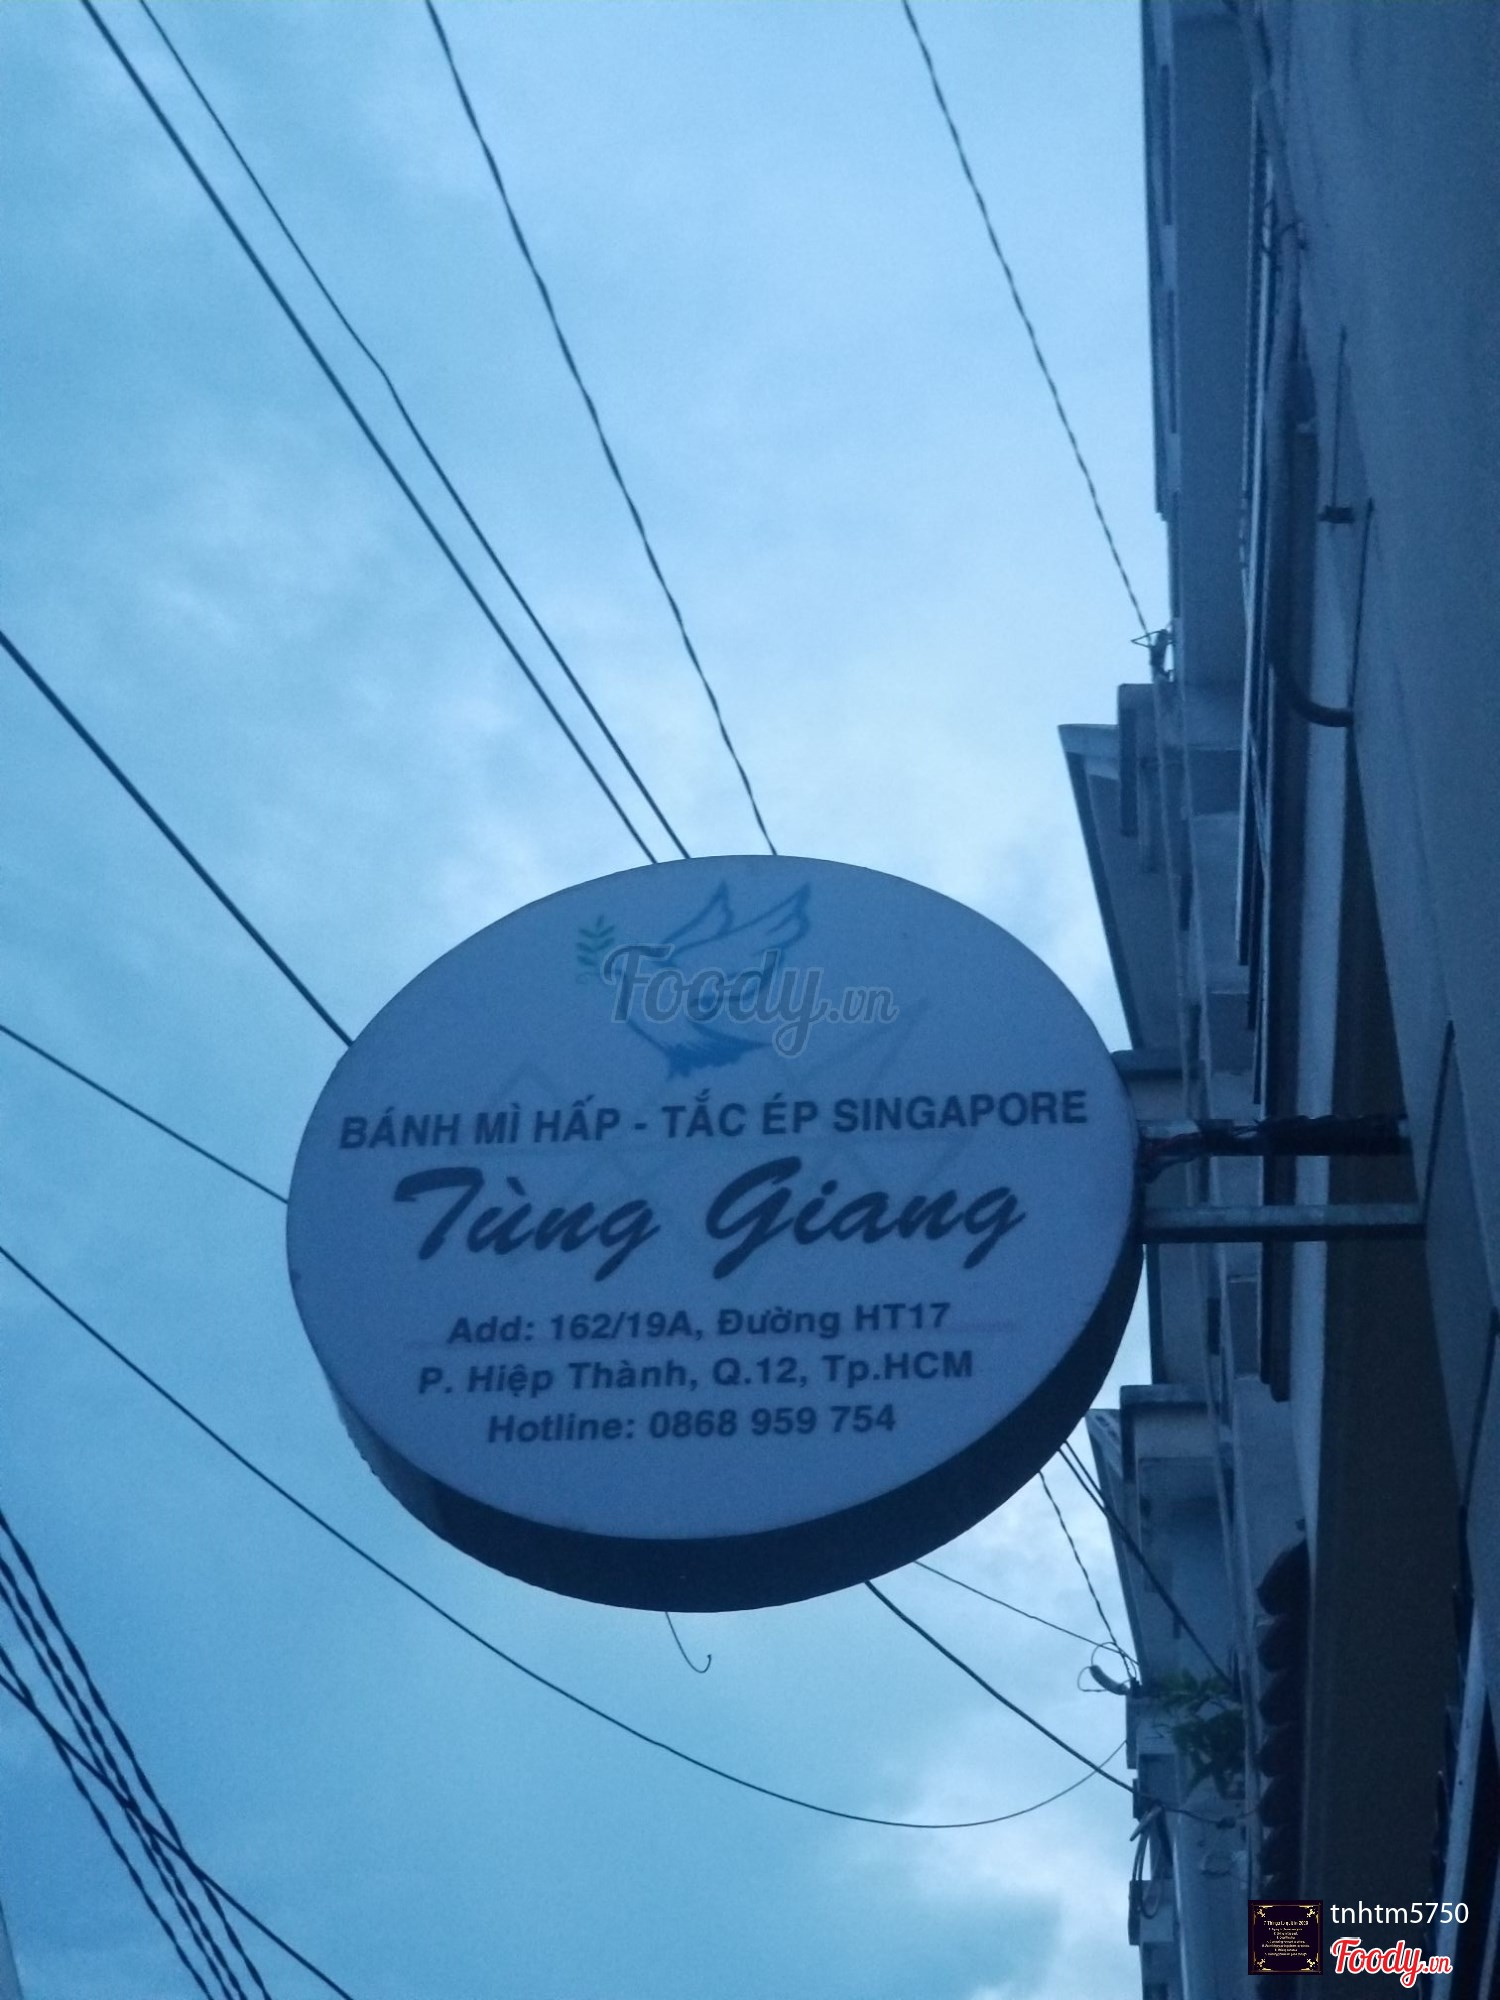 Foody.vn
BÁNH MÌ HẤP - TẮC ÉP SINGAPORE
Tùng Giang
Add: 162/19A, Đường HT17
P. Hiệp Thành, Q.12, Tp.HCM
Hotline: 0868 959 754
tnhtm5750
Foody.vn